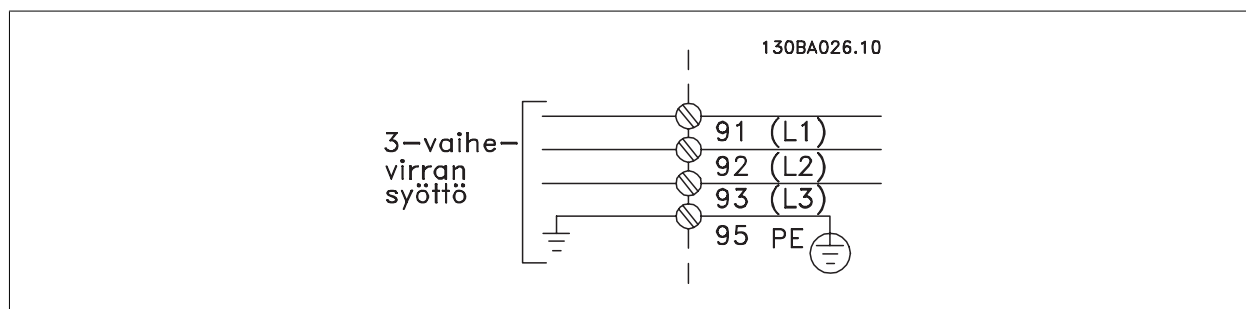 130BA026.10
3-vaihe-
virran
syöttö
91 (L1)
92 (L2)
93 (L3)
95 PE